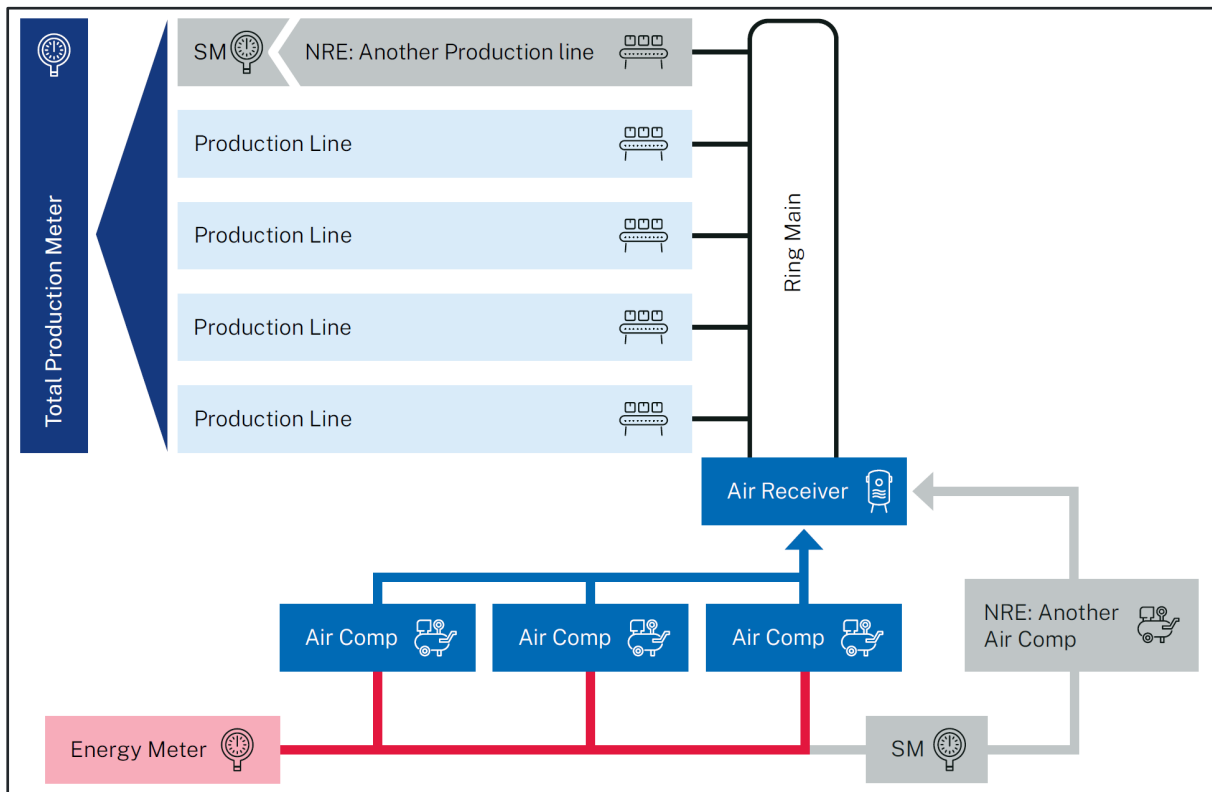 SM
NRE: Another Production line
Production Line
Production Line
Production Line
Production Line
Total Production Meter
Ring Main
Air Receiver
Air Comp
Air Comp
Air Comp
NRE: Another
Air Comp
Energy Meter
SM